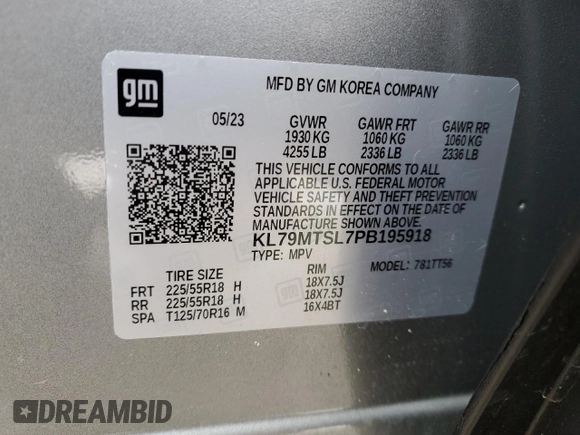 gm
MFD BY GM KOREA COMPANY
05/23 GVWR GAWR FRT GAWR RR
1930 KG 1060 KG 1060 KG
4255 LB 2336 LB 2336 LB
THIS VEHICLE CONFORMS TO ALL
APPLICABLE U.S. FEDERAL MOTOR
VEHICLE SAFETY AND THEFT PREVENTION
STANDARDS IN EFFECT ON THE DATE OF
MANUFACTURE SHOWN ABOVE.
KL79MTSL7PB195918
TYPE: MPV MODEL: 781TT56
TIRE SIZE RIM
FRT 225/55R18 H 18X7.5J
RR 225/55R18 H 18X7.5J
SPA T125/70R16 M 16X4BT
DREAMBID